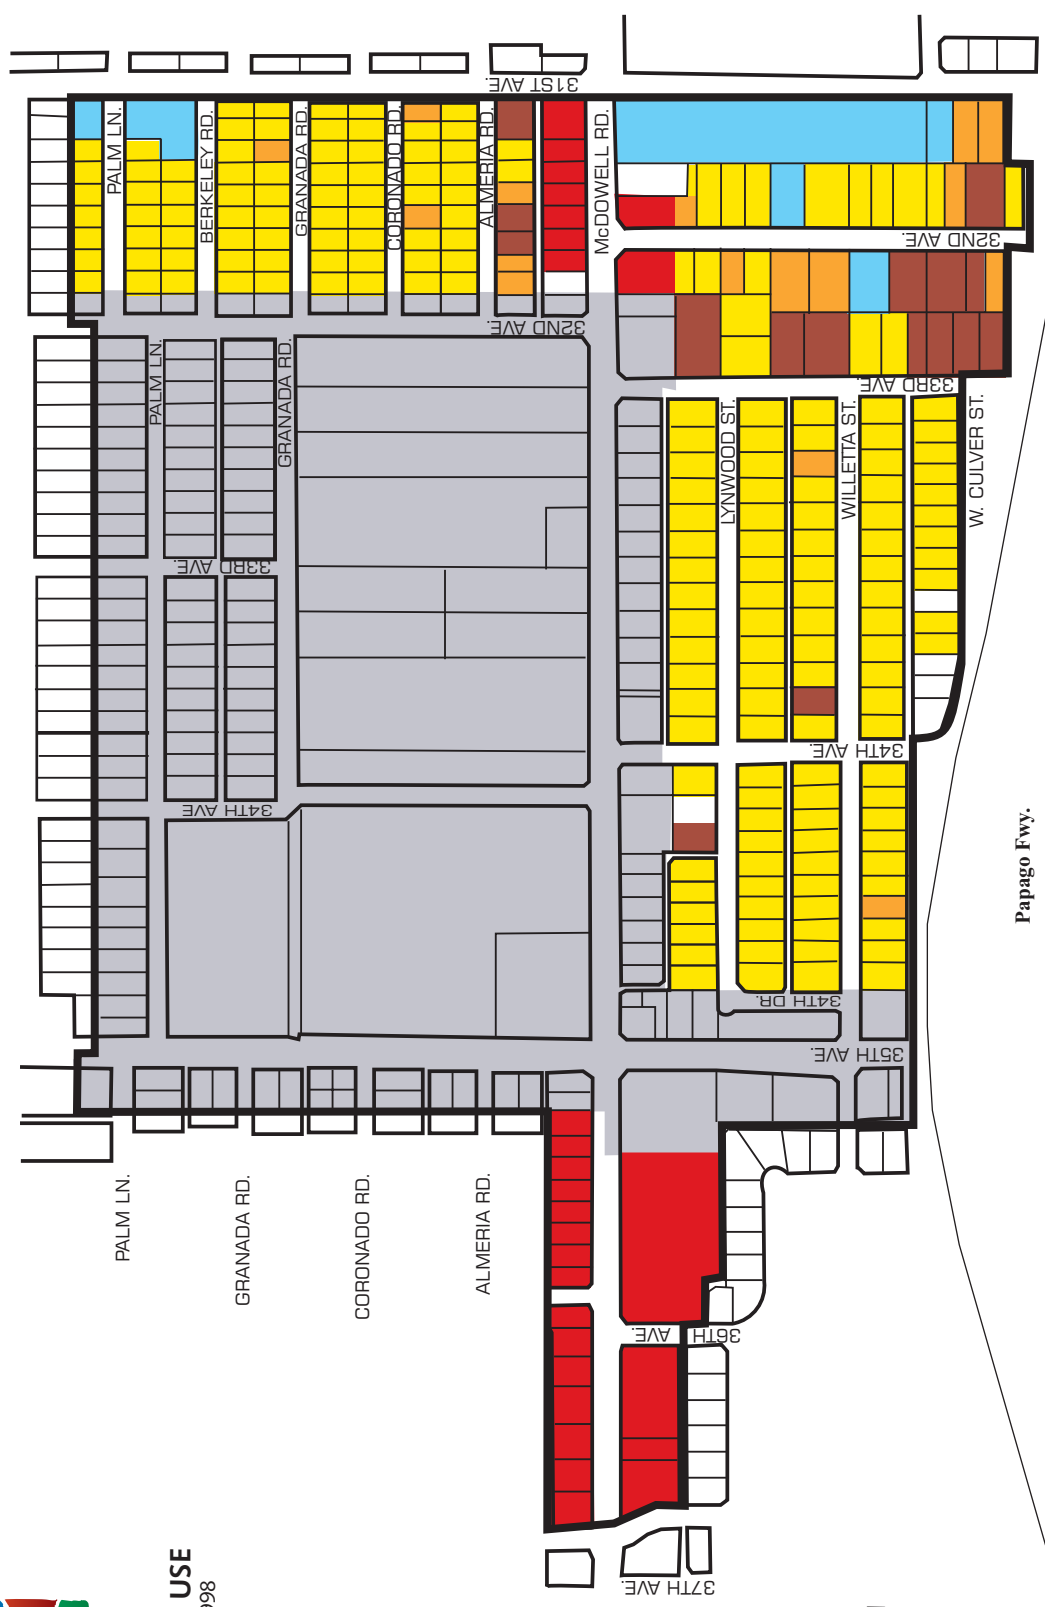 31ST AVE.
PALM LN.
BERKELEY RD.
GRANADA RD.
CORONADO RD.
ALMERIA RD.
McDOWELL RD.
32ND AVE.
32ND AVE.
PALM LN.
GRANADA RD.
33RD AVE.
LYNWOOD ST.
WILLETTA ST.
W. CULVER ST.
33RD AVE.
34TH AVE.
34TH AVE
Papago Fwy.
34TH DR.
35TH AVE.
PALM LN.
GRANADA RD.
CORONADO RD.
ALMERIA RD.
36TH AVE.
37TH AVE.
USE
998